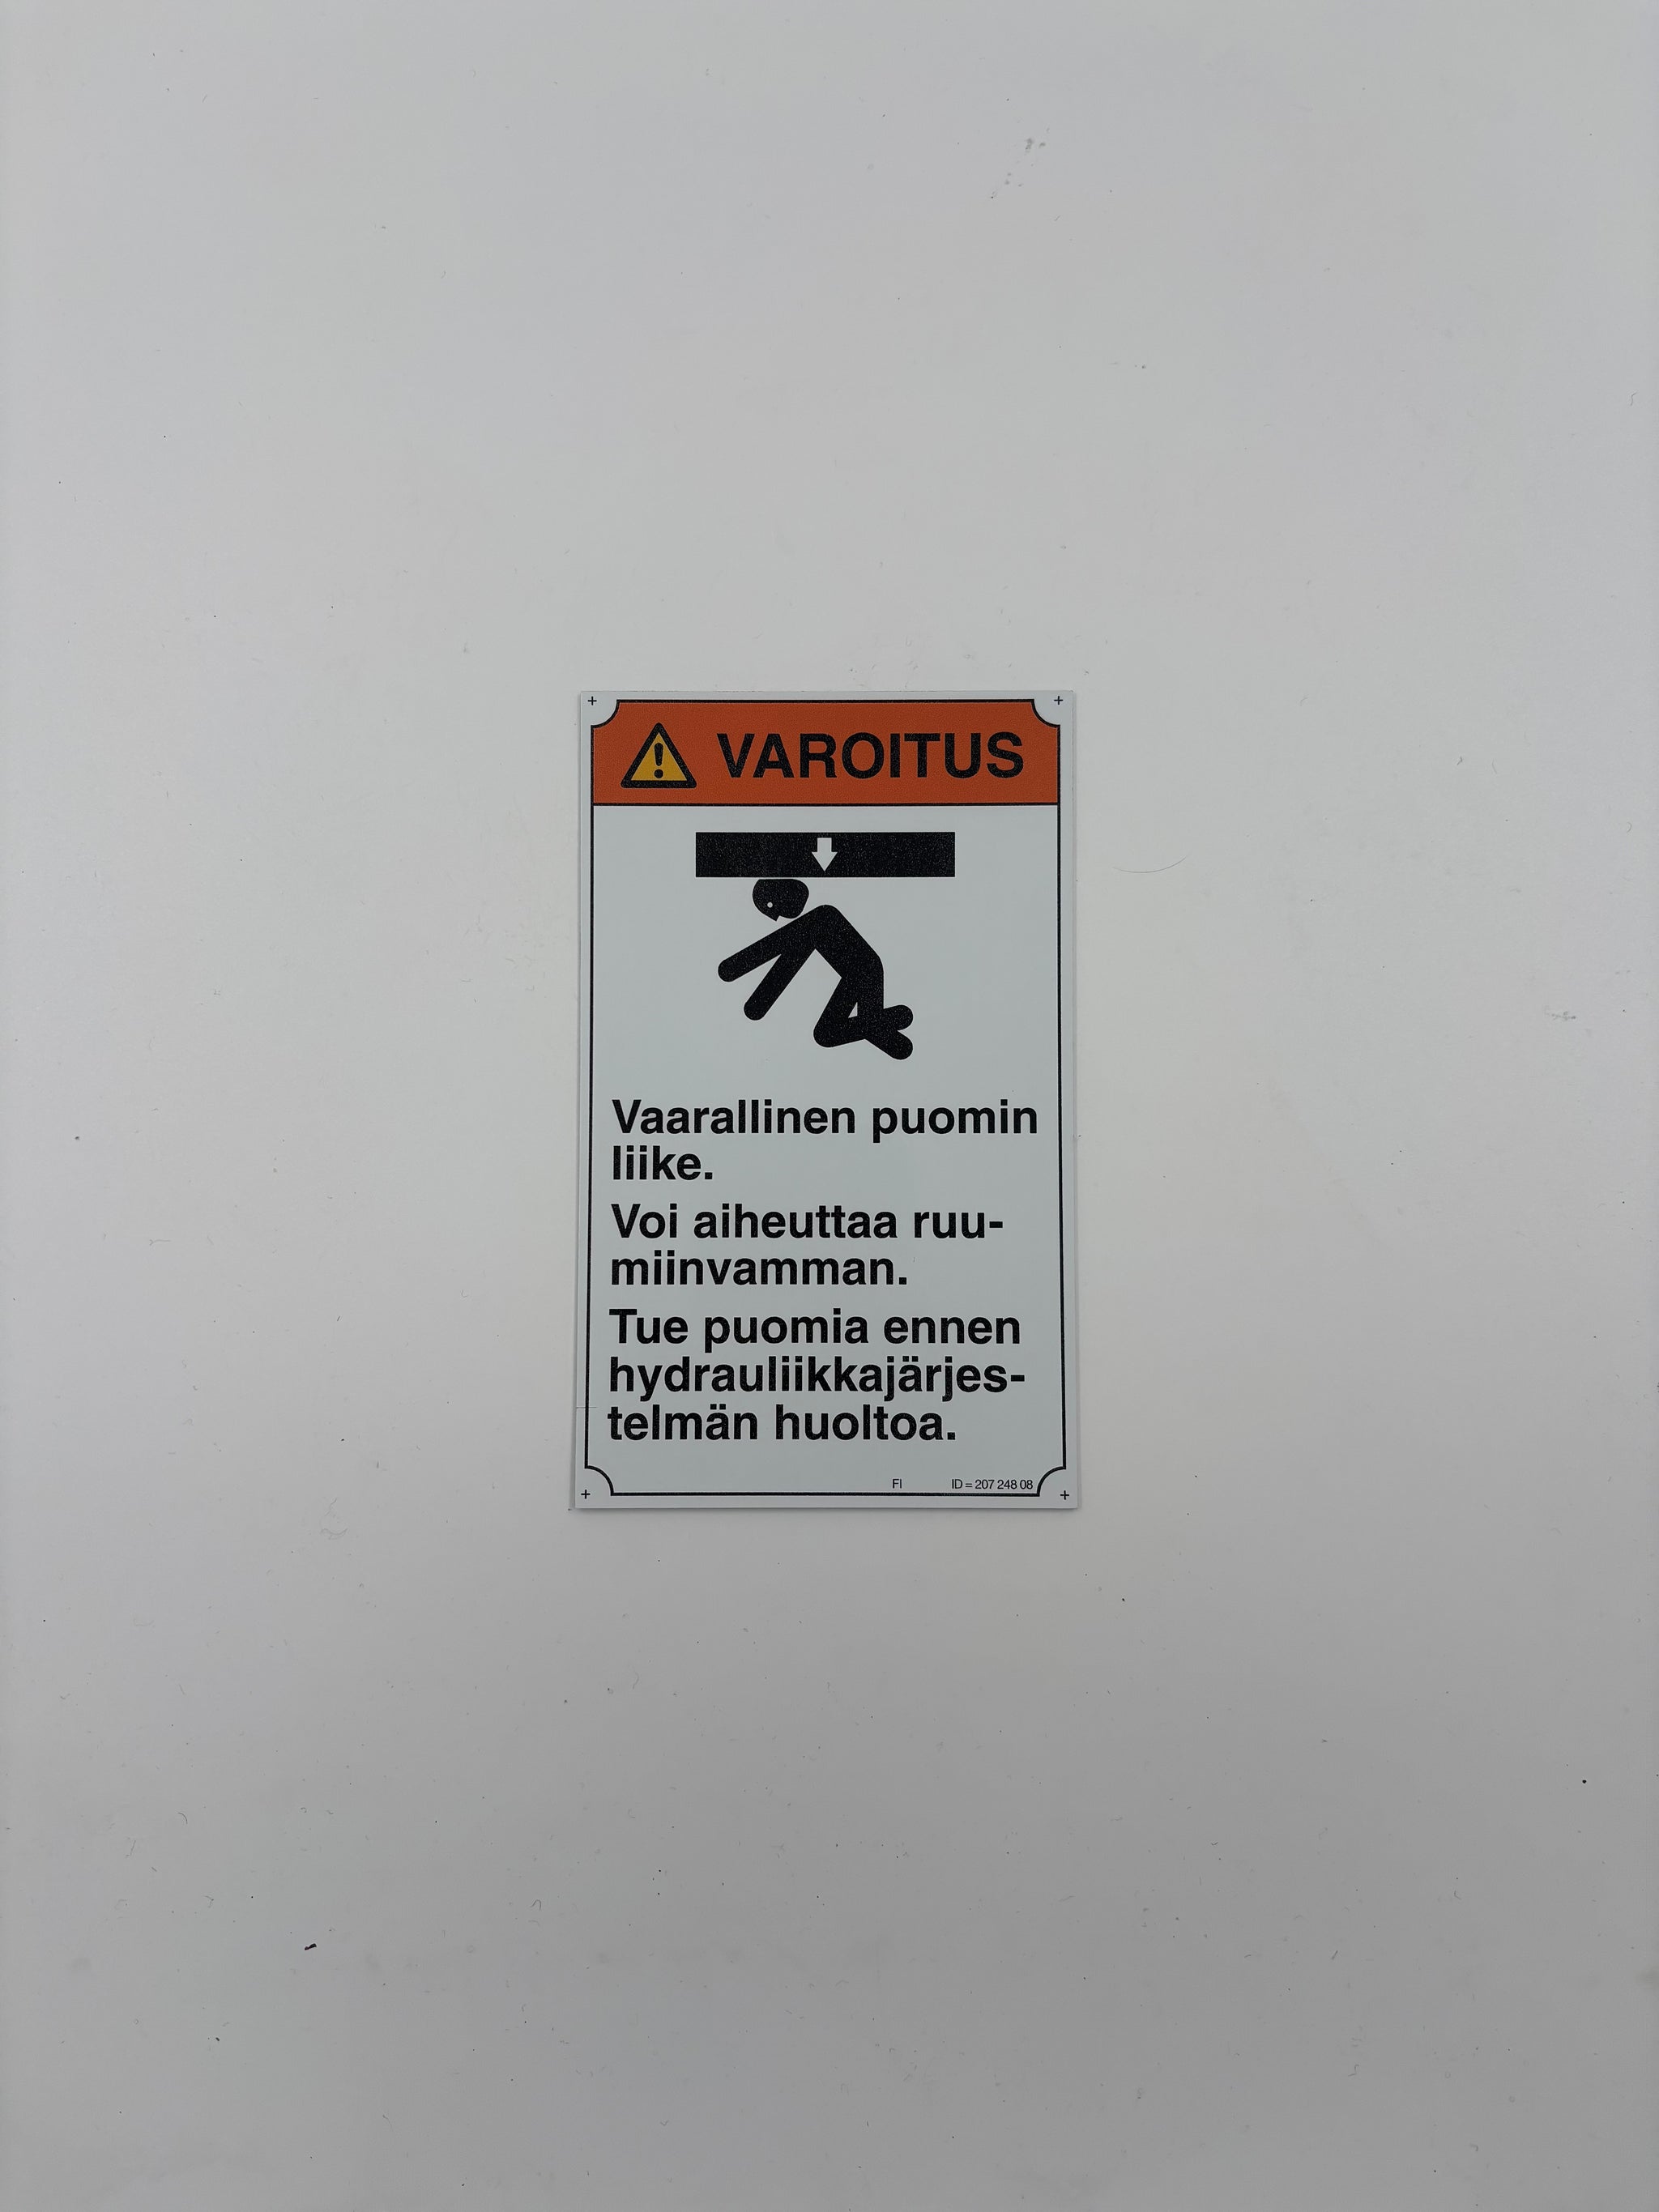 VAROITUS
Vaarallinen puomin
liike.
Voi aiheuttaa ruu-
miinvamman.
Tue puomia ennen
hydrauliikkajärjes-
telmän huoltoa.
FI ID = 207 248 08